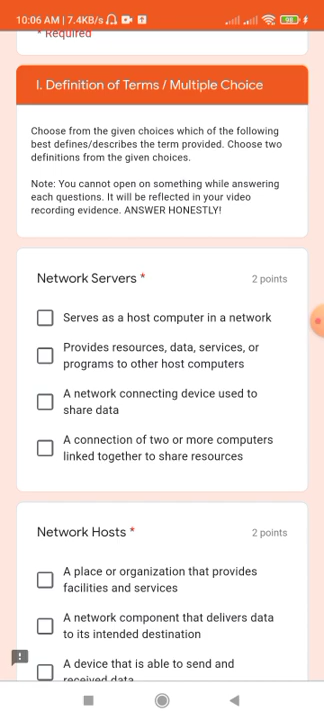 10:06 AM | 7.4KB/s
98
* Required
I. Definition of Terms / Multiple Choice
Choose from the given choices which of the following
best defines/describes the term provided. Choose two
definitions from the given choices.
Note: You cannot open on something while answering
each questions. It will be reflected in your video
recording evidence. ANSWER HONESTLY!
Network Servers *
2 points
Serves as a host computer in a network
Provides resources, data, services, or
programs to other host computers
A network connecting device used to
share data
A connection of two or more computers
linked together to share resources
Network Hosts *
2 points
A place or organization that provides
facilities and services
A network component that delivers data
to its intended destination
A device that is able to send and
received data